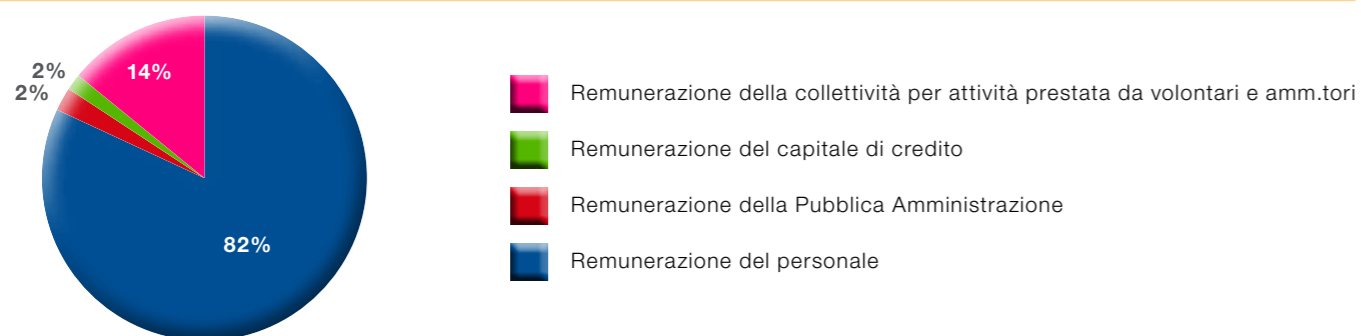 2%
14%
2%
82%
Remunerazione della collettività per attività prestata da volontari e amm.tori
Remunerazione del capitale di credito
Remunerazione della Pubblica Amministrazione
Remunerazione del personale